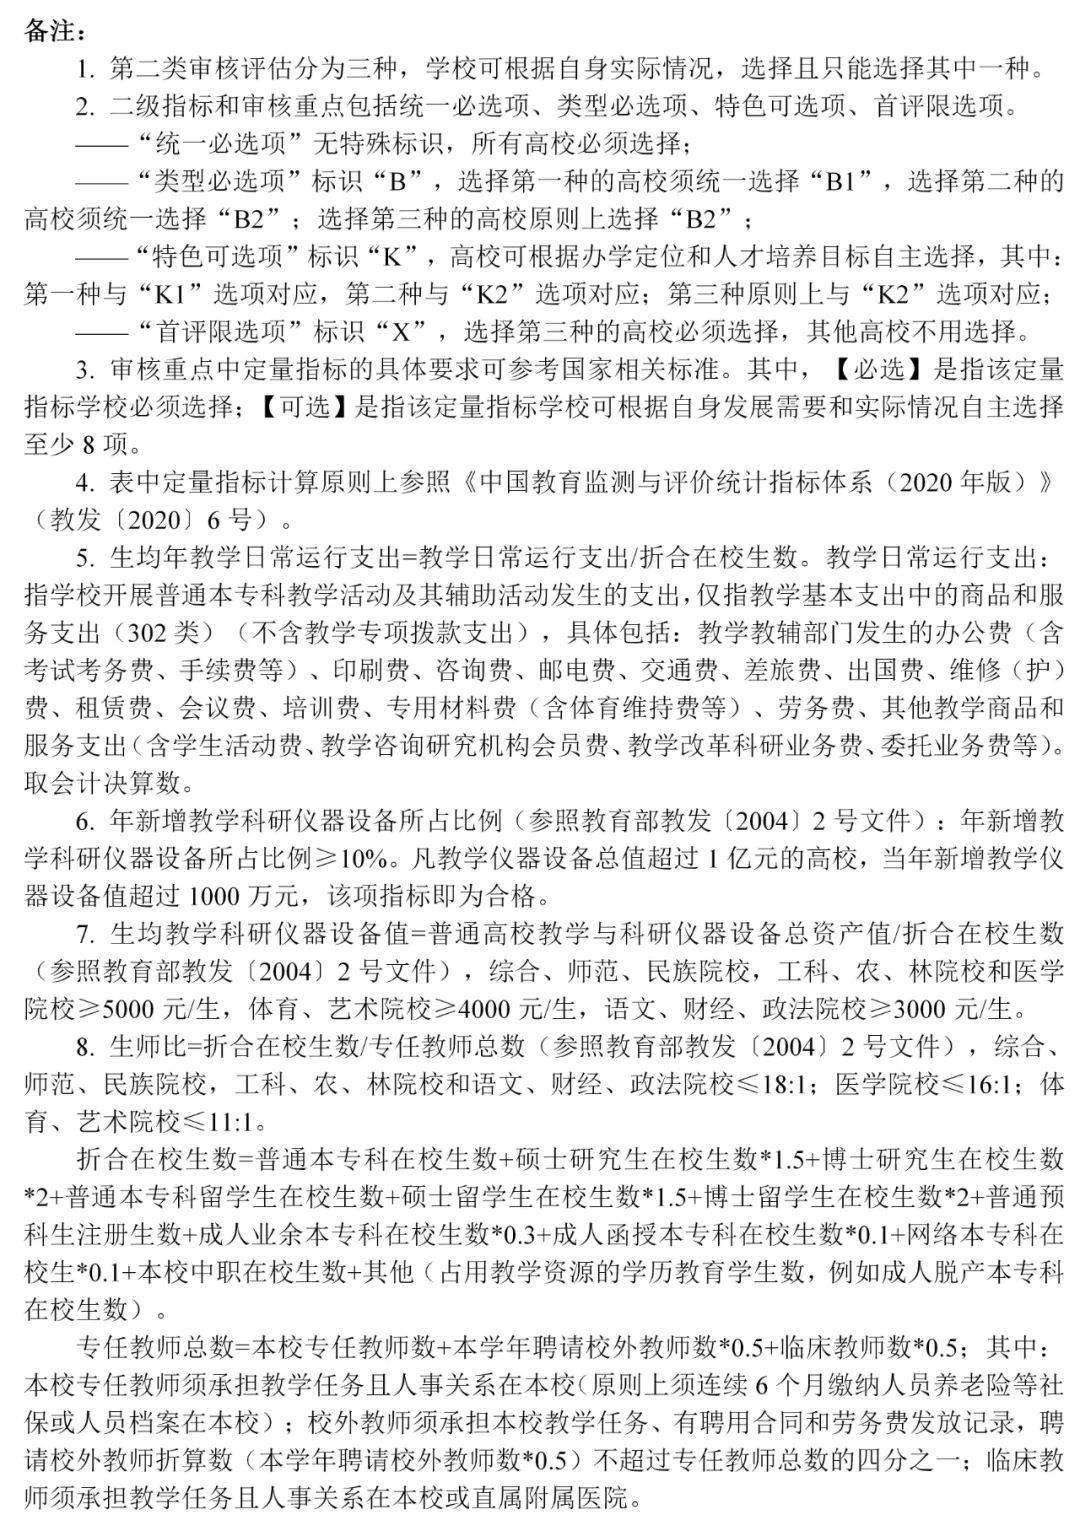 备注：
1. 第二类审核评估分为三种，学校可根据自身实际情况，选择且只能选择其中一种。
2. 二级指标和审核重点包括统一必选项、类型必选项、特色可选项、首评限选项。
——“统一必选项”无特殊标识，所有高校必须选择；
——“类型必选项”标识“B”，选择第一种的高校须统一选择“B1”，选择第二种的
高校须统一选择“B2”；选择第三种的高校原则上选择“B2”；
——“特色可选项”标识“K”，高校可根据办学定位和人才培养目标自主选择，其中：
第一种与“K1”选项对应，第二种与“K2”选项对应；第三种原则上与“K2”选项对应；
——“首评限选项”标识“X”，选择第三种的高校必须选择，其他高校不用选择。
3. 审核重点中定量指标的具体要求可参考国家相关标准。其中，【必选】是指该定量
指标学校必须选择；【可选】是指该定量指标学校可根据自身发展需要和实际情况自主选择
至少 8 项。
4. 表中定量指标计算原则上参照《中国教育监测与评价统计指标体系（2020 年版）》
（教发〔2020〕6 号）。
5. 生均年教学日常运行支出=教学日常运行支出/折合在校生数。教学日常运行支出：
指学校开展普通本专科教学活动及其辅助活动发生的支出，仅指教学基本支出中的商品和服
务支出（302 类）（不含教学专项拨款支出），具体包括：教学教辅部门发生的办公费（含
考试考务费、手续费等）、印刷费、咨询费、邮电费、交通费、差旅费、出国费、维修（护）
费、租赁费、会议费、培训费、专用材料费（含体育维持费等）、劳务费、其他教学商品和
服务支出（含学生活动费、教学咨询研究机构会员费、教学改革科研业务费、委托业务费等）。
取会计决算数。
6. 年新增教学科研仪器设备所占比例（参照教育部教发〔2004〕2 号文件）：年新增教
学科研仪器设备所占比例≥10%。凡教学仪器设备总值超过 1 亿元的高校，当年新增教学仪
器设备值超过 1000 万元，该项指标即为合格。
7. 生均教学科研仪器设备值=普通高校教学与科研仪器设备总资产值/折合在校生数
（参照教育部教发〔2004〕2 号文件），综合、师范、民族院校，工科、农、林院校和医学
院校≥5000 元/生，体育、艺术院校≥4000 元/生，语文、财经、政法院校≥3000 元/生。
8. 生师比=折合在校生数/专任教师总数（参照教育部教发〔2004〕2 号文件），综合、
师范、民族院校，工科、农、林院校和语文、财经、政法院校≤18:1；医学院校≤16:1；体
育、艺术院校≤11:1。
折合在校生数=普通本专科在校生数+硕士研究生在校生数*1.5+博士研究生在校生数
*2+普通本专科留学生在校生数+硕士留学生在校生数*1.5+博士留学生在校生数*2+普通预
科生注册生数+成人业余本专科在校生数*0.3+成人函授本专科在校生数*0.1+网络本专科在
校生*0.1+本校中职在校生数+其他（占用教学资源的学历教育学生数，例如成人脱产本专科
在校生数）。
专任教师总数=本校专任教师数+本学年聘请校外教师数*0.5+临床教师数*0.5；其中：
本校专任教师须承担教学任务且人事关系在本校（原则上须连续 6 个月缴纳人员养老险等社
保或人员档案在本校）；校外教师须承担本校教学任务、有聘用合同和劳务费发放记录，聘
请校外教师折算数（本学年聘请校外教师数*0.5）不超过专任教师总数的四分之一；临床教
师须承担教学任务且人事关系在本校或直属附属医院。